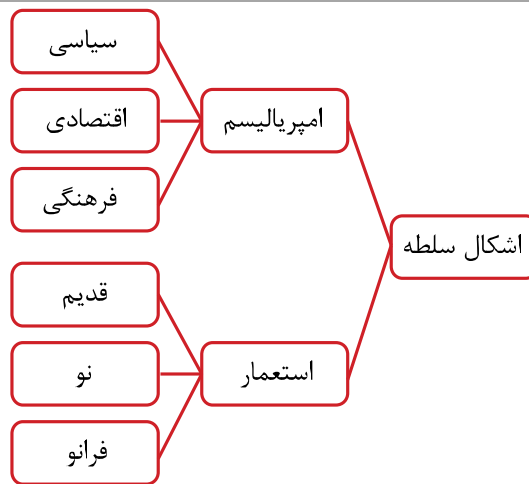 اشکال سلطه
امپریالیسم
سیاسی
اقتصادی
فرهنگی
استعمار
قدیم
نو
فرانو